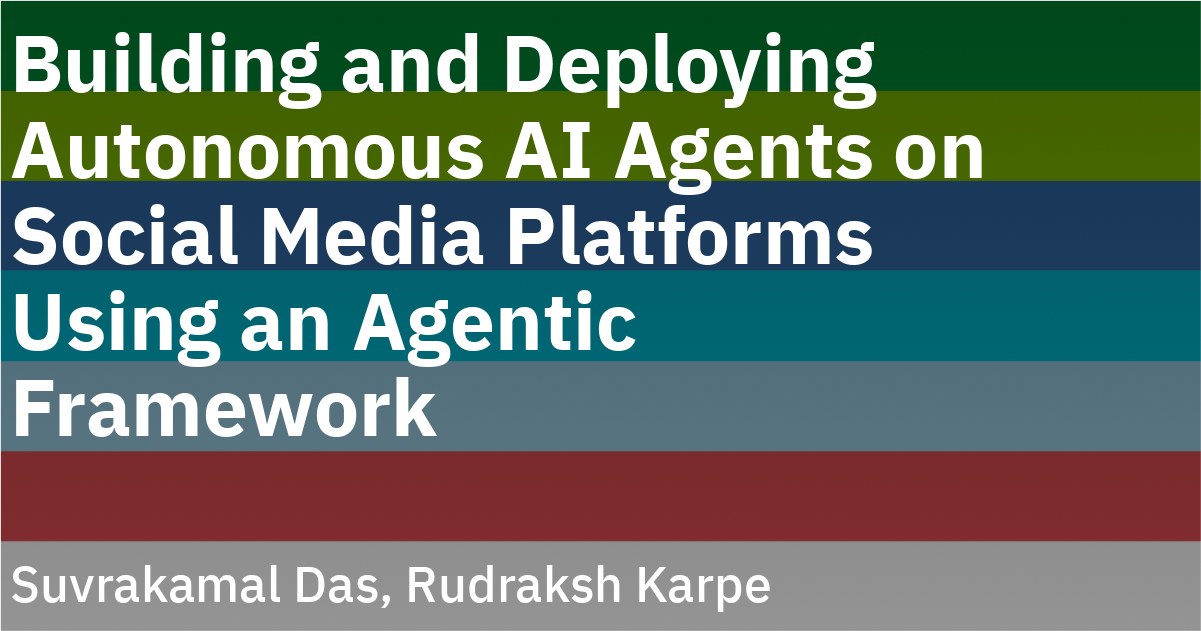 Building and Deploying
Autonomous AI Agents on
Social Media Platforms
Using an Agentic
Framework
Suvrakamal Das, Rudraksh Karpe